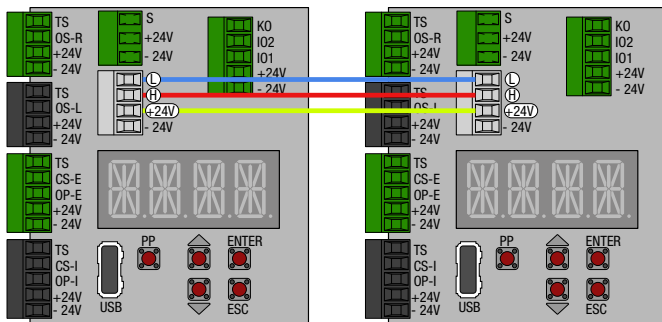 TS
OS-R
+24V
- 24V
S
+24V
- 24V
KO
IO2
IO1
+24V
- 24V
L
H
+24V
- 24V
TS
OS-L
+24V
- 24V
TS
CS-E
OP-E
+24V
- 24V
TS
CS-I
OP-I
+24V
- 24V
USB
PP
ENTER
ESC
TS
OS-R
+24V
- 24V
S
+24V
- 24V
KO
IO2
IO1
+24V
- 24V
L
H
+24V
- 24V
TS
+24V
- 24V
TS
CS-E
OP-E
+24V
- 24V
TS
CS-I
OP-I
+24V
- 24V
USB
PP
ENTER
ESC